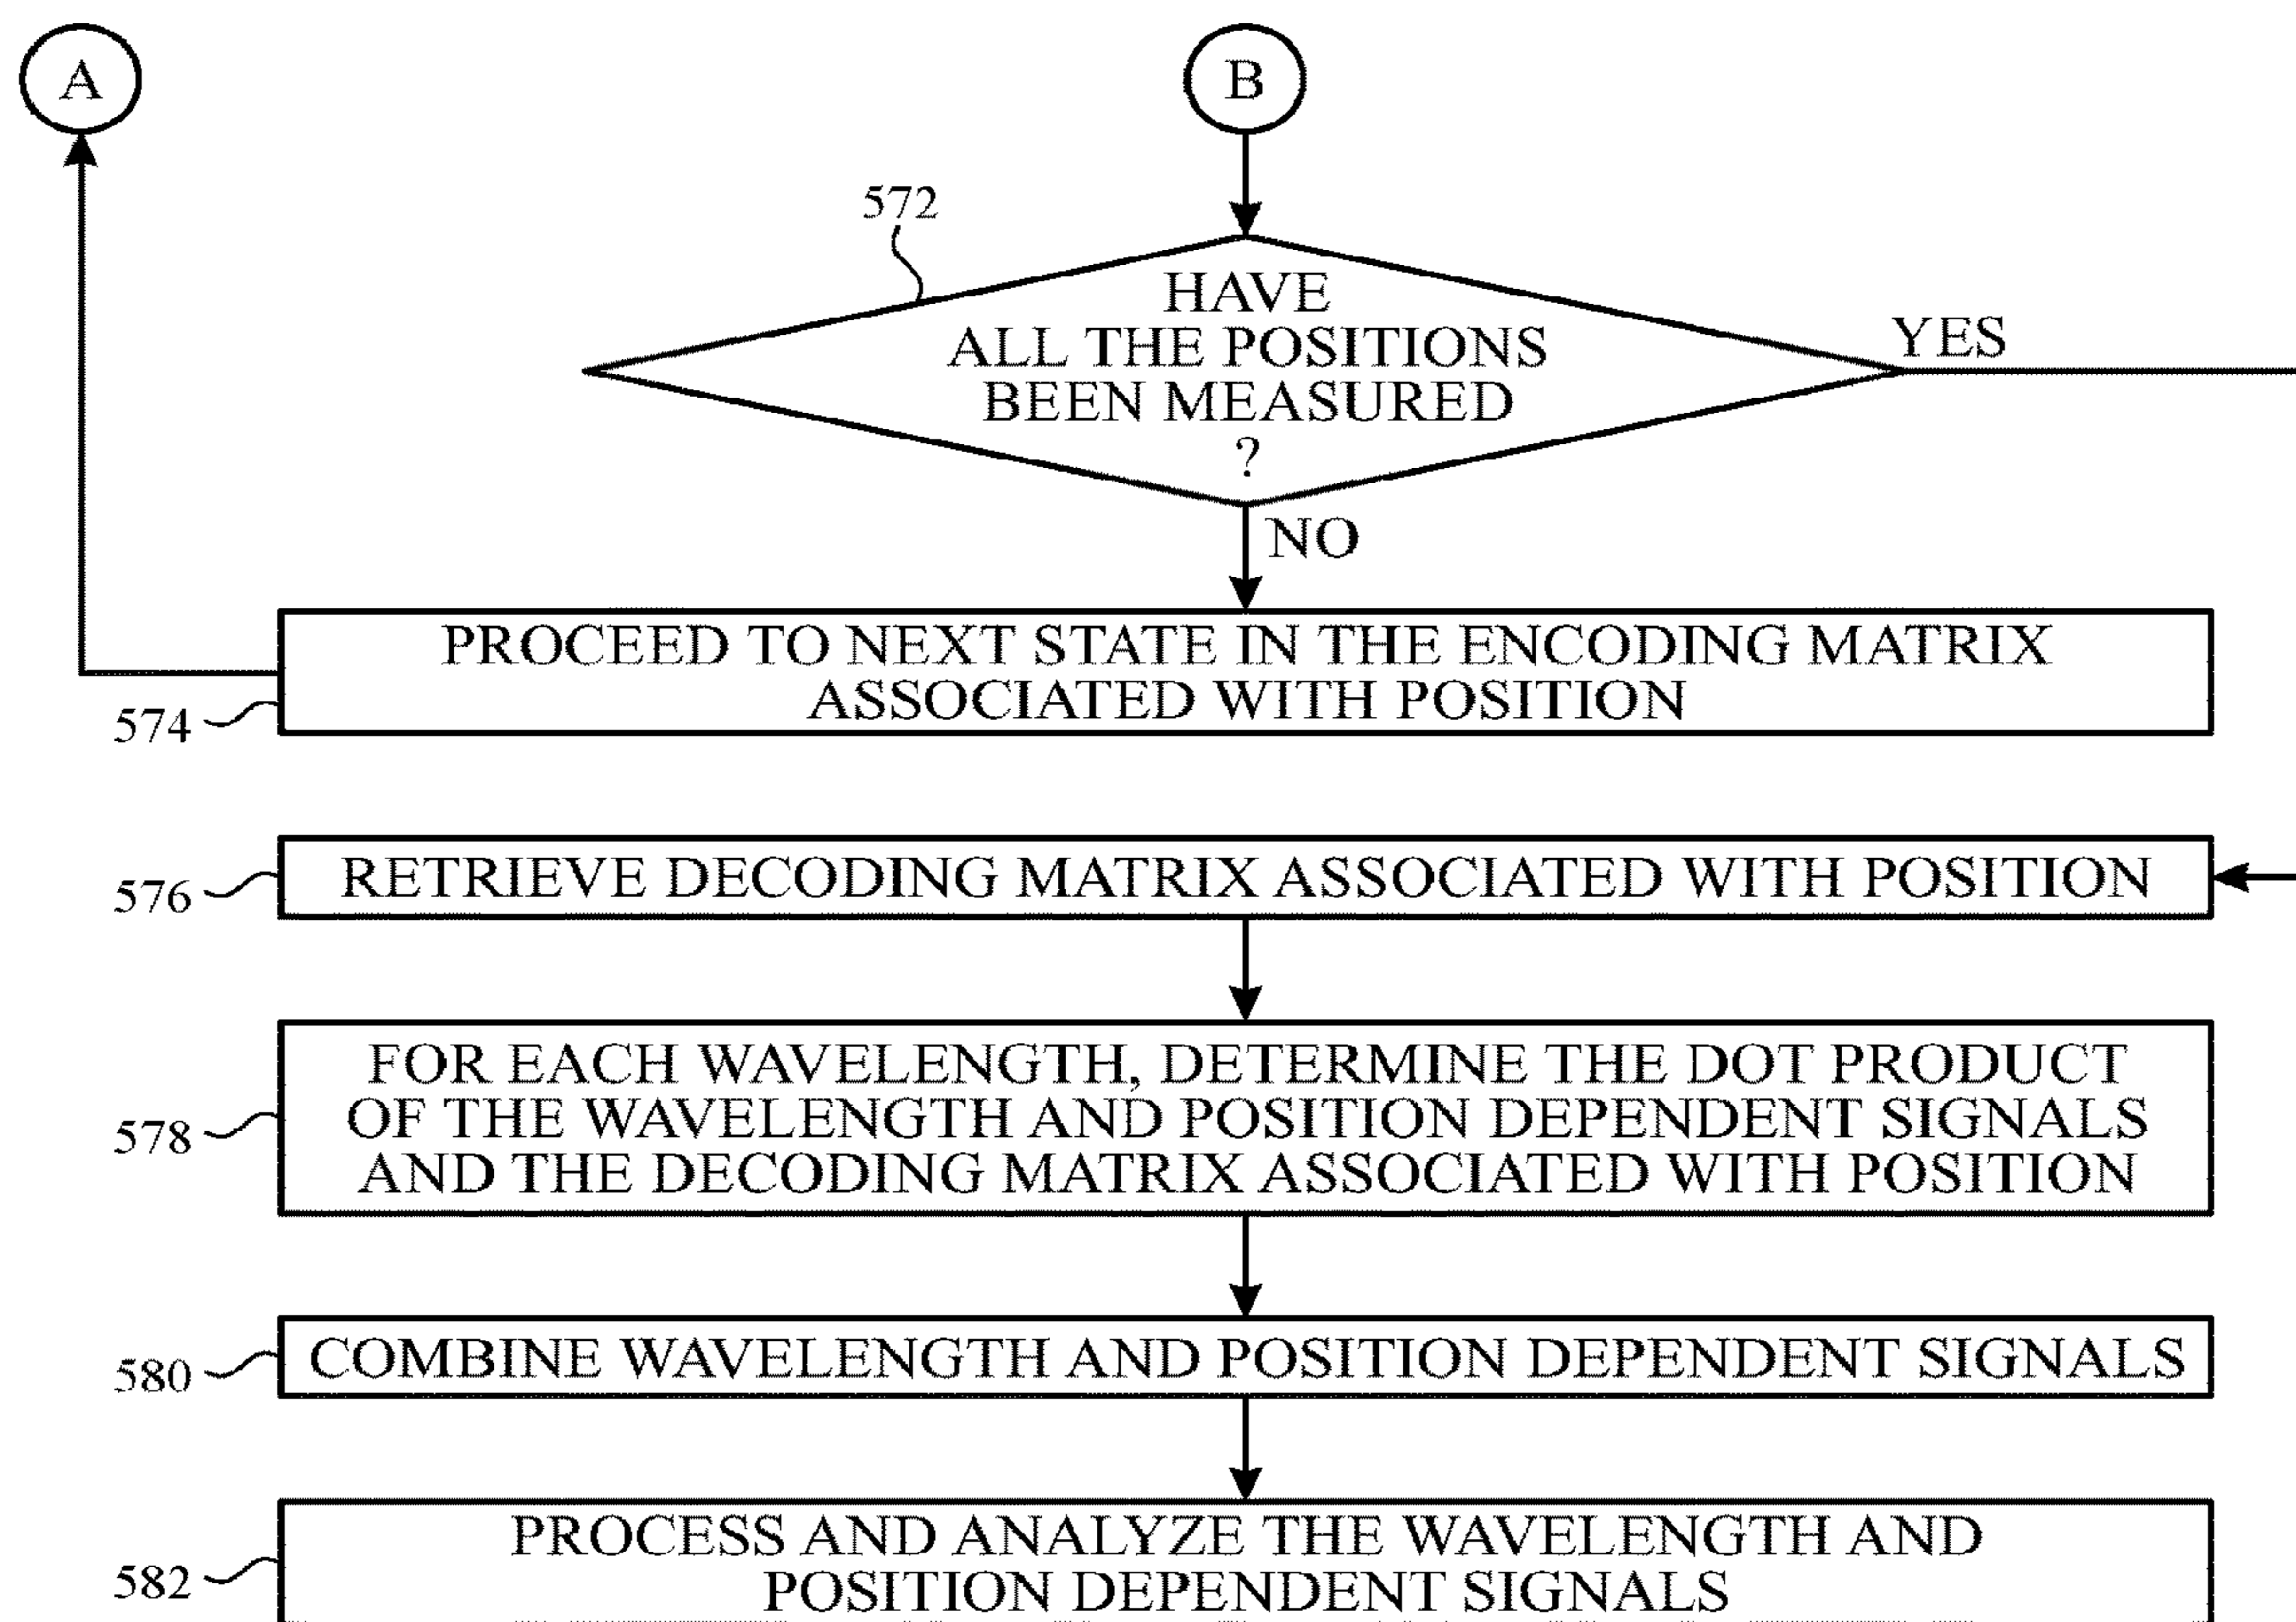 A
B
572
HAVE
ALL THE POSITIONS
BEEN MEASURED
?
YES
NO
PROCEED TO NEXT STATE IN THE ENCODING MATRIX
ASSOCIATED WITH POSITION
574
RETRIEVE DECODING MATRIX ASSOCIATED WITH POSITION
576
FOR EACH WAVELENGTH, DETERMINE THE DOT PRODUCT
OF THE WAVELENGTH AND POSITION DEPENDENT SIGNALS
AND THE DECODING MATRIX ASSOCIATED WITH POSITION
578
COMBINE WAVELENGTH AND POSITION DEPENDENT SIGNALS
580
PROCESS AND ANALYZE THE WAVELENGTH AND
POSITION DEPENDENT SIGNALS
582